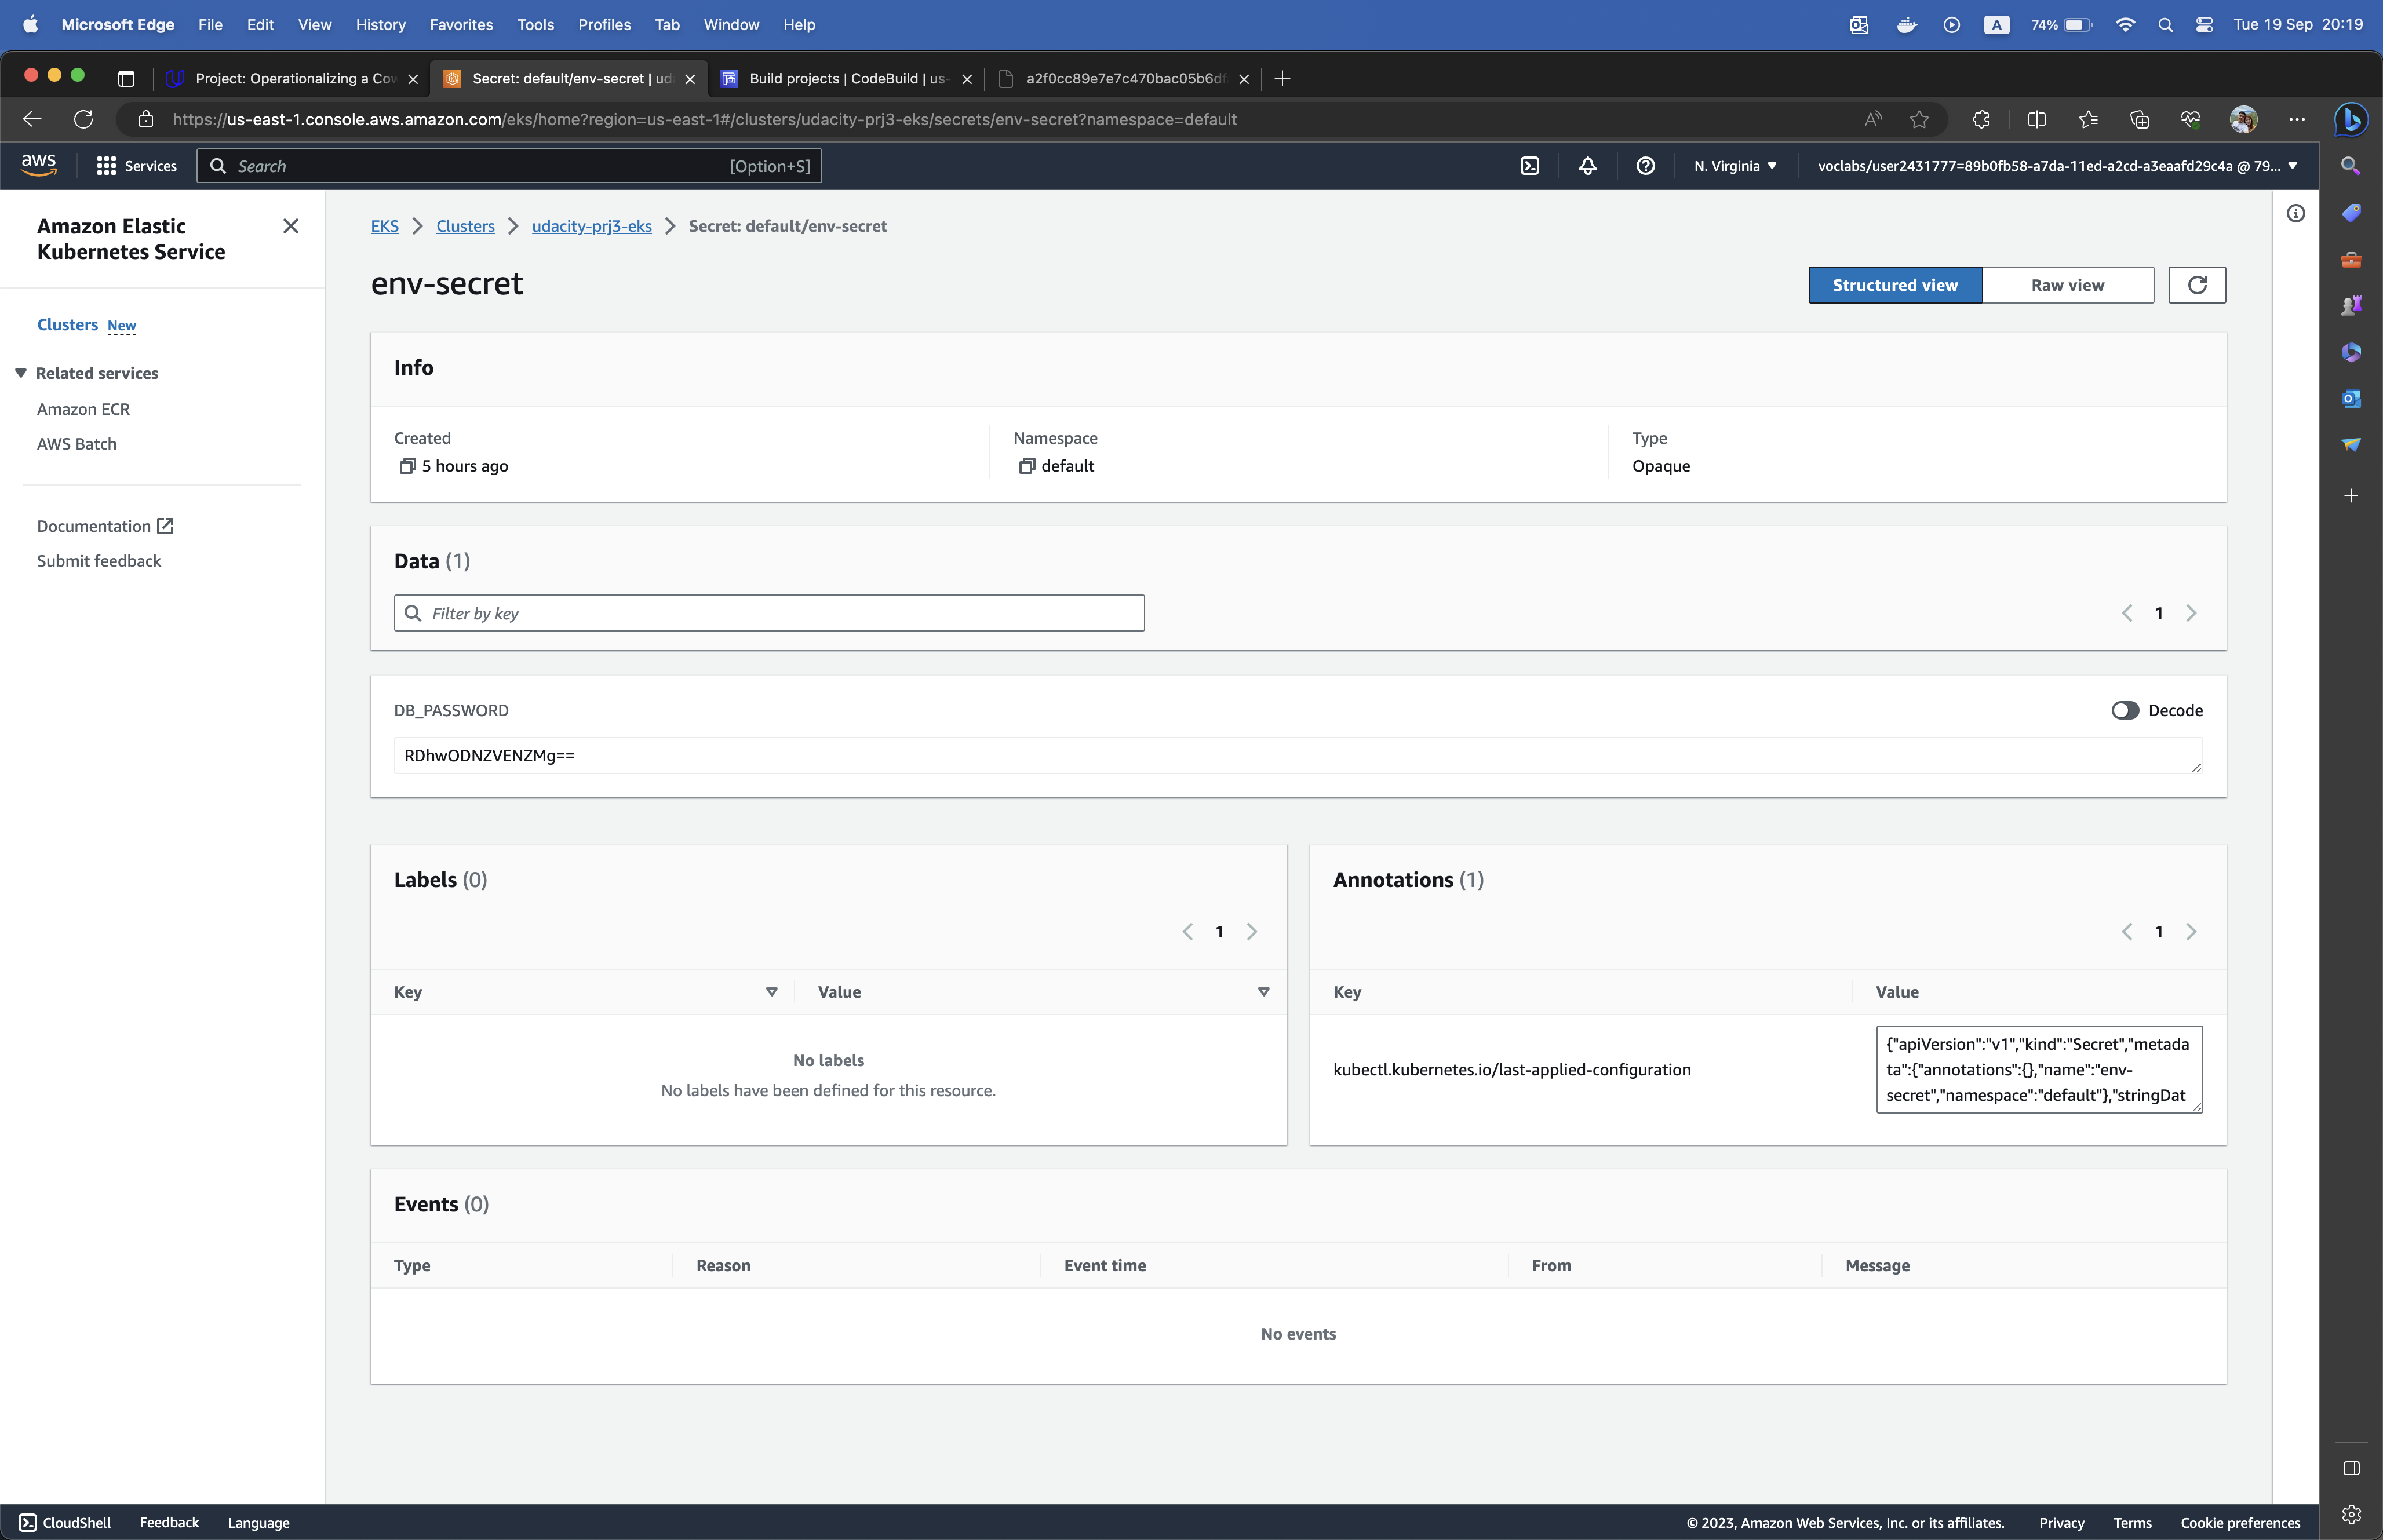 Microsoft Edge File Edit View History Favorites Tools Profiles Tab Window Help A 74% Tue 19 Sep 20:19
Project: Operationalizing a Cov Secret: default/env-secret | ud Build projects | CodeBuild | us- a2f0cc89e7e7c470bac05b6df
https://us-east-1.console.aws.amazon.com/eks/home?region=us-east-1#/clusters/udacity-prj3-eks/secrets/env-secret?namespace=default
aws Services Search [Option+S] N. Virginia voclabs/user2431777=89b0fb58-a7da-11ed-a2cd-a3eaafd29c4a @ 79...
Amazon Elastic
Kubernetes Service
Clusters New
Related services
Amazon ECR
AWS Batch
Documentation
Submit feedback
EKS Clusters udacity-prj3-eks Secret: default/env-secret
env-secret
Structured view Raw view
Info
Created Namespace Type
5 hours ago default Opaque
Data (1)
Filter by key
1
DB_PASSWORD Decode
RDhwODNZVENZMg==
Labels (0)
1
Key Value
No labels
No labels have been defined for this resource.
Annotations (1)
1
Key Value
kubectl.kubernetes.io/last-applied-configuration
{"apiVersion":"v1","kind":"Secret","metada
ta":{"annotations":{},"name":"env-
secret","namespace":"default"},"stringDat
Events (0)
Type Reason Event time From Message
No events
CloudShell Feedback Language © 2023, Amazon Web Services, Inc. or its affiliates. Privacy Terms Cookie preferences